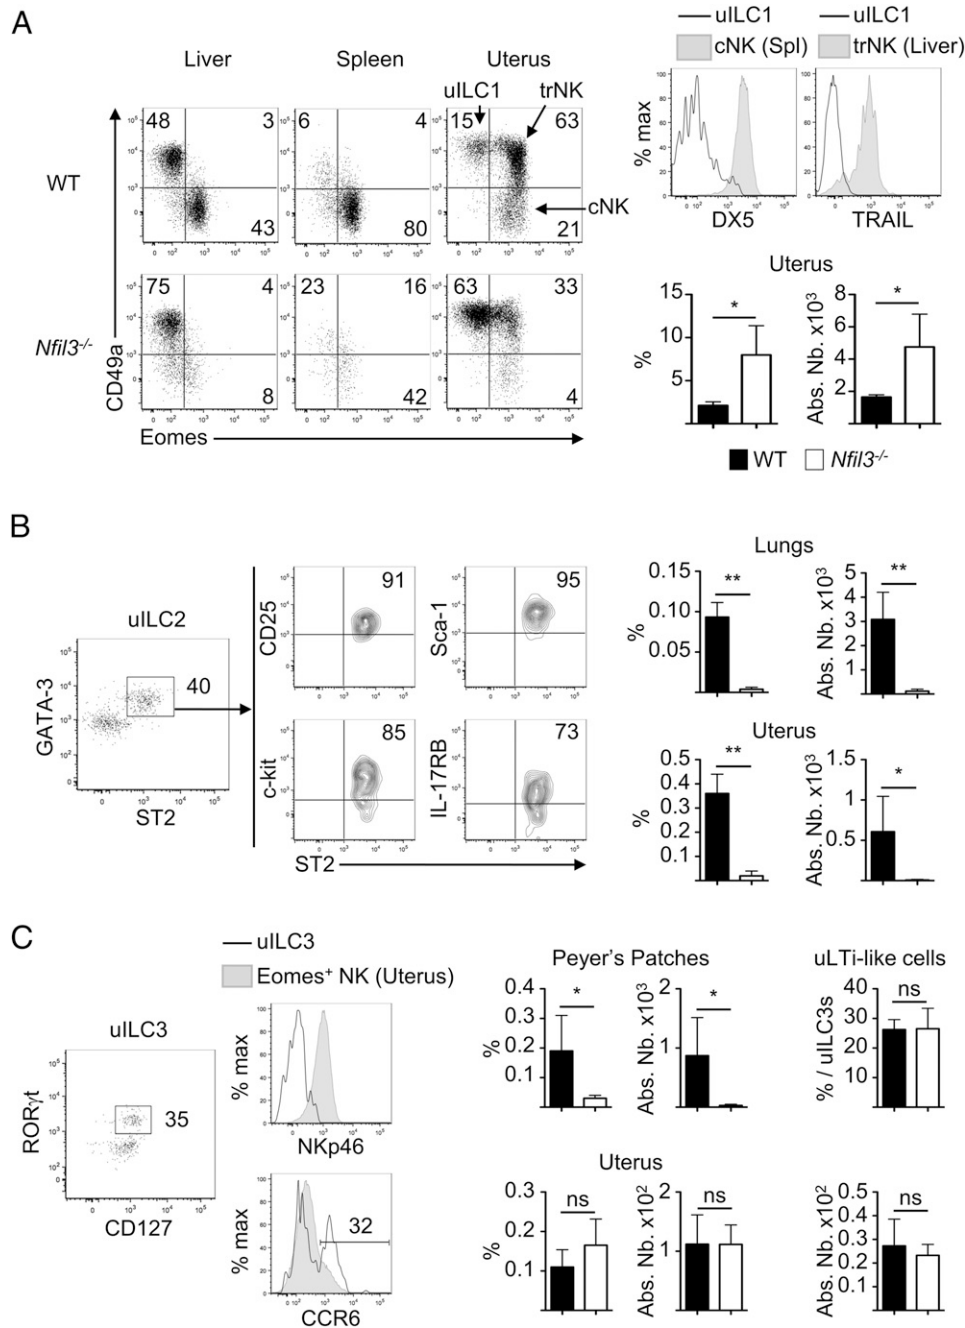 A
Liver
Spleen
Uterus
uILC1
trNK
48
3
6
4
15
63
WT
43
80
cNK
21
75
4
23
16
63
33
Nfil3-/-
8
42
4
CD49a
Eomes
uILC1
cNK (Spl)
uILC1
trNK (Liver)
% max
DX5
TRAIL
Uterus
*
*
15
10
5
%
8
6
4
2
Abs. Nb. x10³
WT
Nfil3-/-
B
uILC2
40
GATA-3
ST2
91
CD25
95
Sca-1
85
c-kit
73
IL-17RB
ST2
Lungs
**
**
0.15
0.10
0.05
%
5
4
3
2
1
Abs. Nb. x10³
Uterus
**
*
0.5
0.4
0.3
0.2
0.1
%
1.5
1
0.5
Abs. Nb. x10³
C
uILC3
Eomes⁺ NK (Uterus)
uILC3
35
RORγt
CD127
% max
NKp46
32
% max
CCR6
Peyer's Patches
*
*
0.4
0.3
0.2
0.1
%
2
1
Abs. Nb. x10³
uLTi-like cells
ns
40
30
20
10
% / uILC3s
Uterus
ns
ns
0.3
0.2
0.1
%
2
1
Abs. Nb. x10²
ns
0.5
0.4
0.3
0.2
0.1
0
Abs. Nb. x10²